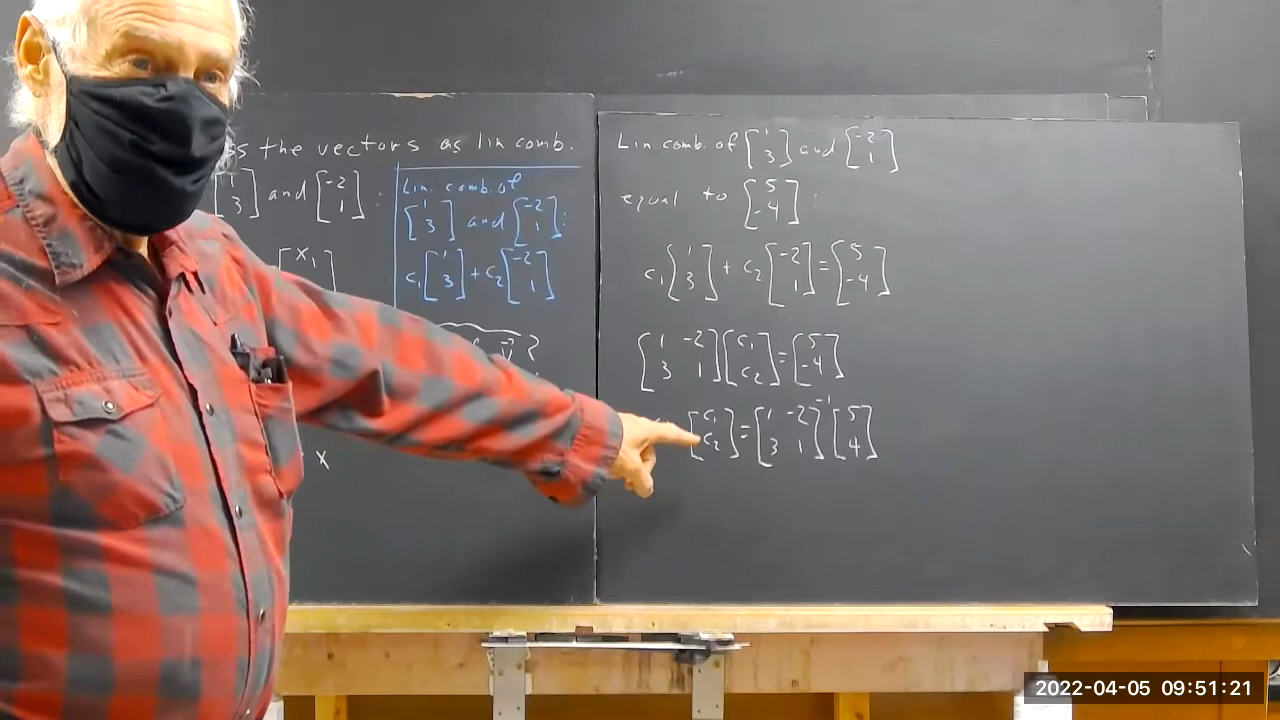 ss the vectors as lin comb.
[1 3] and [-2 1] :
[x1
v⃗ ?
x
Lin. comb. of
[1 3] and [-2 1]:
c1[1 3] + c2[-2 1]
Lin comb. of [1 3] and [-2 1]
equal to [5 -4] :
c1[1 3] + c2[-2 1] = [5 -4]
[1 -2 3 1][c1 c2] = [5 -4]
[c1 c2] = [1 -2 3 1]-1 [5 4]
2022-04-05 09:51:21